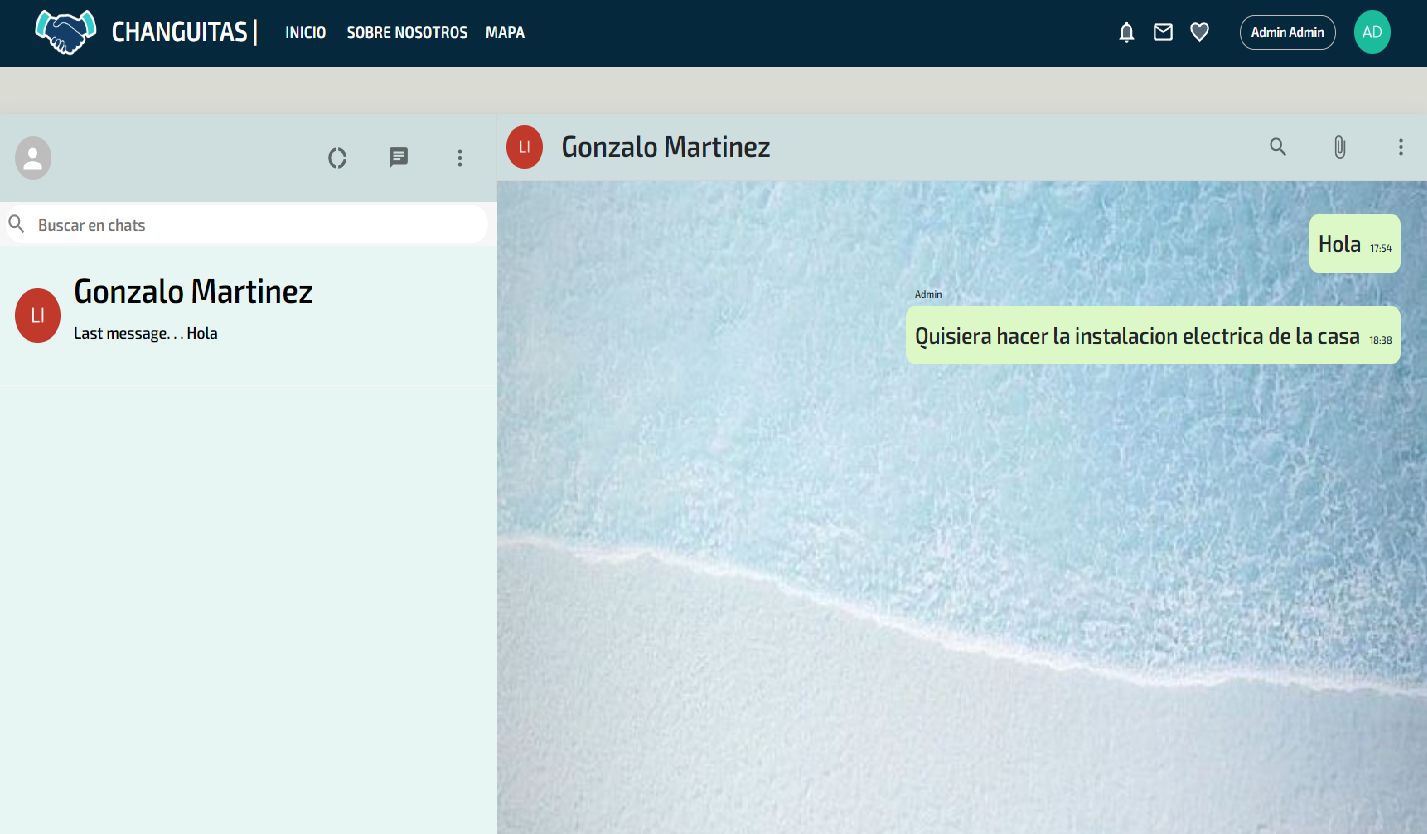 CHANGUITAS | INICIO SOBRE NOSOTROS MAPA Admin Admin AD
LI Gonzalo Martinez
Buscar en chats
Hola 17:54
LI Gonzalo Martinez
Last message. . . Hola
Admin
Quisiera hacer la instalacion electrica de la casa 18:38